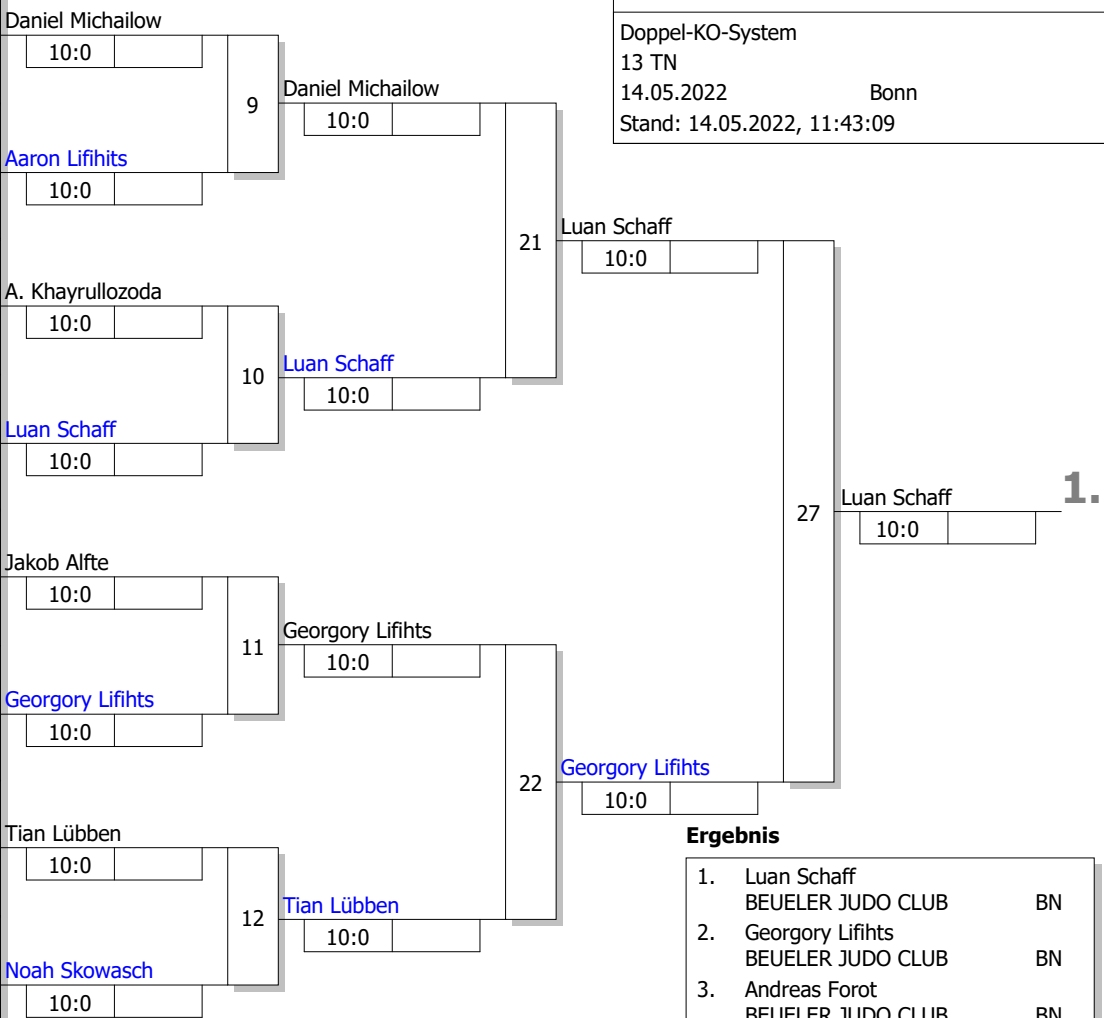 Doppel-KO-System
13 TN
14.05.2022 Bonn
Stand: 14.05.2022, 11:43:09
Daniel Michailow
10:0
9
Daniel Michailow
10:0
Aaron Lifihits
10:0
21
Luan Schaff
10:0
A. Khayrullozoda
10:0
10
Luan Schaff
10:0
Luan Schaff
10:0
27
Luan Schaff
10:0
1.
Jakob Alfte
10:0
11
Georgory Lifihts
10:0
Georgory Lifihts
10:0
22
Georgory Lifihts
10:0
Tian Lübben
10:0
12
Tian Lübben
10:0
Noah Skowasch
10:0
Ergebnis
1. Luan Schaff
BEUELER JUDO CLUB BN
2. Georgory Lifihts
BEUELER JUDO CLUB BN
3. Andreas Forot
BEUELER JUDO CLUB BN